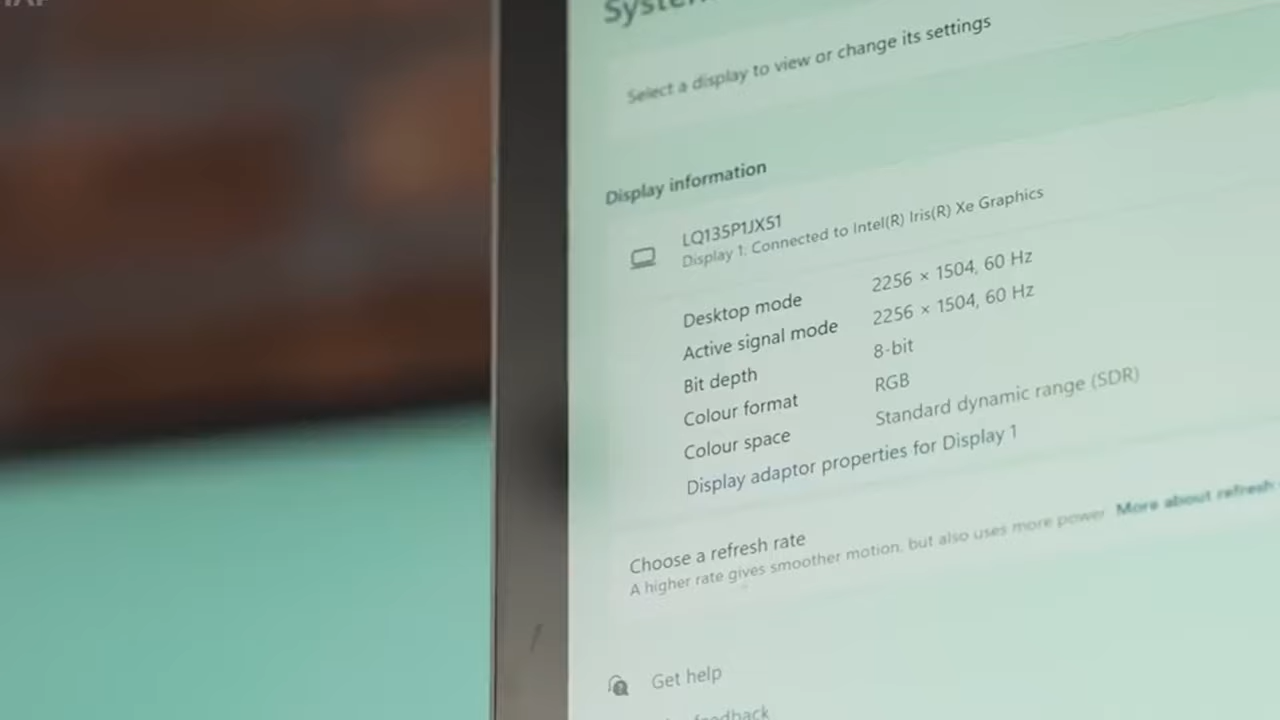 Select a display to view or change its settings
Display information
LQ135P1JX51
Display 1: Connected to Intel(R) Iris(R) Xe Graphics
Desktop mode 2256 × 1504, 60 Hz
Active signal mode 2256 × 1504, 60 Hz
Bit depth 8-bit
Colour format RGB
Colour space Standard dynamic range (SDR)
Display adaptor properties for Display 1
Choose a refresh rate
A higher rate gives smoother motion, but also uses more power More about refresh
Get help
feedback